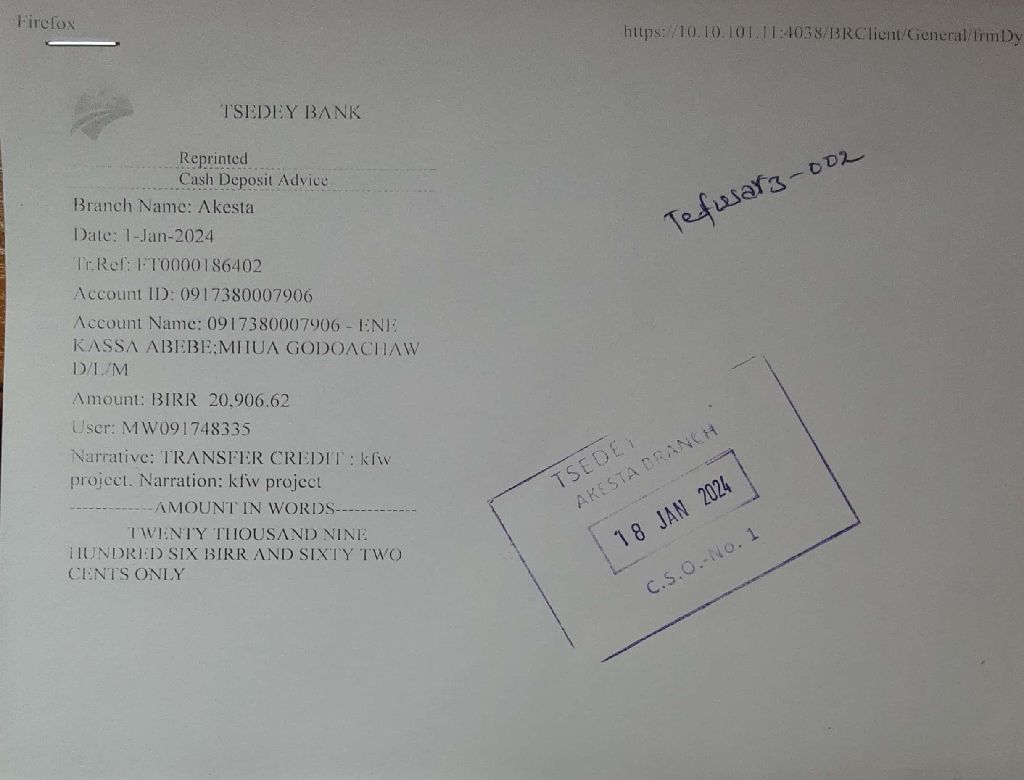 Firefox
https://10.10.101.11:4038/BRClient/General/frmDy
TSEDEY BANK
Reprinted
Cash Deposit Advice
Branch Name: Akesta
Date: 1-Jan-2024
Tr.Ref: FT0000186402
Account ID: 0917380007906
Account Name: 0917380007906 - ENE
KASSA ABEBE;MHUA GODOACHAW
D/L/M
Amount: BIRR 20,906.62
User: MW091748335
Narrative: TRANSFER CREDIT : kfw
project. Narration: kfw project
------------AMOUNT IN WORDS------------
TWENTY THOUSAND NINE
HUNDRED SIX BIRR AND SIXTY TWO
CENTS ONLY
-002
TSEDEY
AKESTA BRANCH
18 JAN 2024
C.S.O.-No. 1